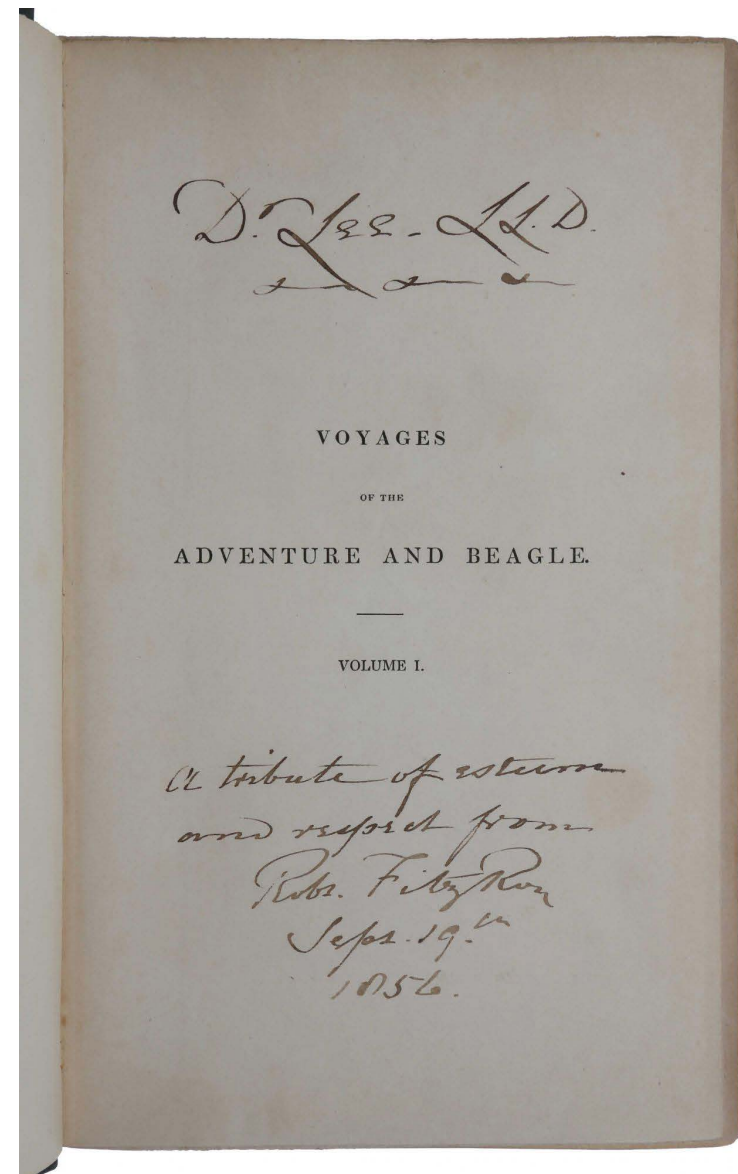 Dr. Lee - LL.D.
VOYAGES
OF THE
ADVENTURE AND BEAGLE.
VOLUME I.
A tribute of esteem
and respect from
Robt. FitzRoy
Sept. 19th
1856.